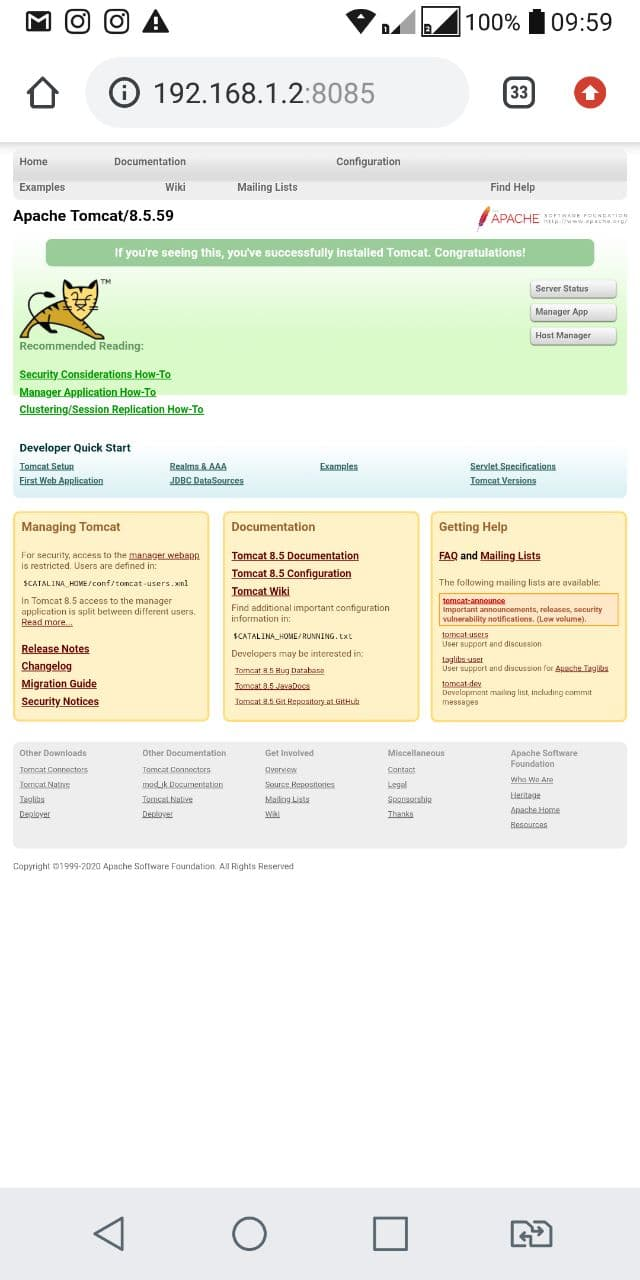 100% 09:59
192.168.1.2:8085
33
Home Documentation Configuration
Examples Wiki Mailing Lists Find Help
Apache Tomcat/8.5.59
APACHE SOFTWARE FOUNDATION
http://www.apache.org/
If you're seeing this, you've successfully installed Tomcat. Congratulations!
TM
Recommended Reading:
Security Considerations How-To
Manager Application How-To
Clustering/Session Replication How-To
Server Status
Manager App
Host Manager
Developer Quick Start
Tomcat Setup Realms & AAA Examples Servlet Specifications
First Web Application JDBC DataSources Tomcat Versions
Managing Tomcat
For security, access to the manager webapp
is restricted. Users are defined in:
$CATALINA_HOME/conf/tomcat-users.xml
In Tomcat 8.5 access to the manager
application is split between different users.
Read more...
Release Notes
Changelog
Migration Guide
Security Notices
Documentation
Tomcat 8.5 Documentation
Tomcat 8.5 Configuration
Tomcat Wiki
Find additional important configuration
information in:
$CATALINA_HOME/RUNNING.txt
Developers may be interested in:
Tomcat 8.5 Bug Database
Tomcat 8.5 JavaDocs
Tomcat 8.5 Git Repository at GitHub
Getting Help
FAQ and Mailing Lists
The following mailing lists are available:
tomcat-announce
Important announcements, releases, security
vulnerability notifications. (Low volume).
tomcat-users
User support and discussion
taglibs-user
User support and discussion for Apache Taglibs
tomcat-dev
Development mailing list, including commit
messages
Other Downloads
Tomcat Connectors
Tomcat Native
Taglibs
Deployer
Other Documentation
Tomcat Connectors
mod_jk Documentation
Tomcat Native
Deployer
Get Involved
Overview
Source Repositories
Mailing Lists
Wiki
Miscellaneous
Contact
Legal
Sponsorship
Thanks
Apache Software
Foundation
Who We Are
Heritage
Apache Home
Resources
Copyright ©1999-2020 Apache Software Foundation. All Rights Reserved